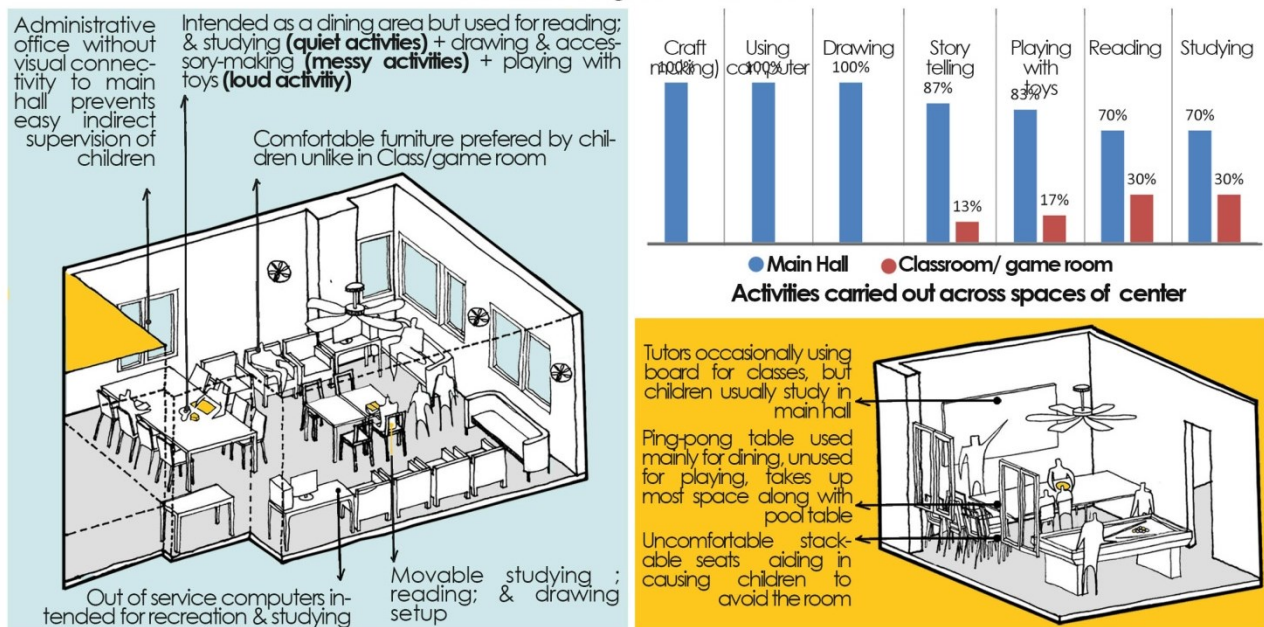 Administrative
office without
visual connec-
tivity to main
hall prevents
easy indirect
supervision of
children
Intended as a dining area but used for reading;
& studying (quiet activties) + drawing & acces-
sory-making (messy activities) + playing with
toys (loud activitiy)
Comfortable furniture prefered by chil-
dren unlike in Class/game room
Out of service computers in-
tended for recreation & studying
Movable studying ;
reading; & drawing
setup
Craft
making)
100%
Using
computer
100%
Drawing
100%
Story
telling
87%
13%
Playing
with
toys
83%
17%
Reading
70%
30%
Studying
70%
30%
Main Hall
Classroom/ game room
Activities carried out across spaces of center
Tutors occasionally using
board for classes, but
children usually study in
main hall
Ping-pong table used
mainly for dining, unused
for playing, takes up
most space along with
pool table
Uncomfortable stack-
able seats aiding in
causing children to
avoid the room